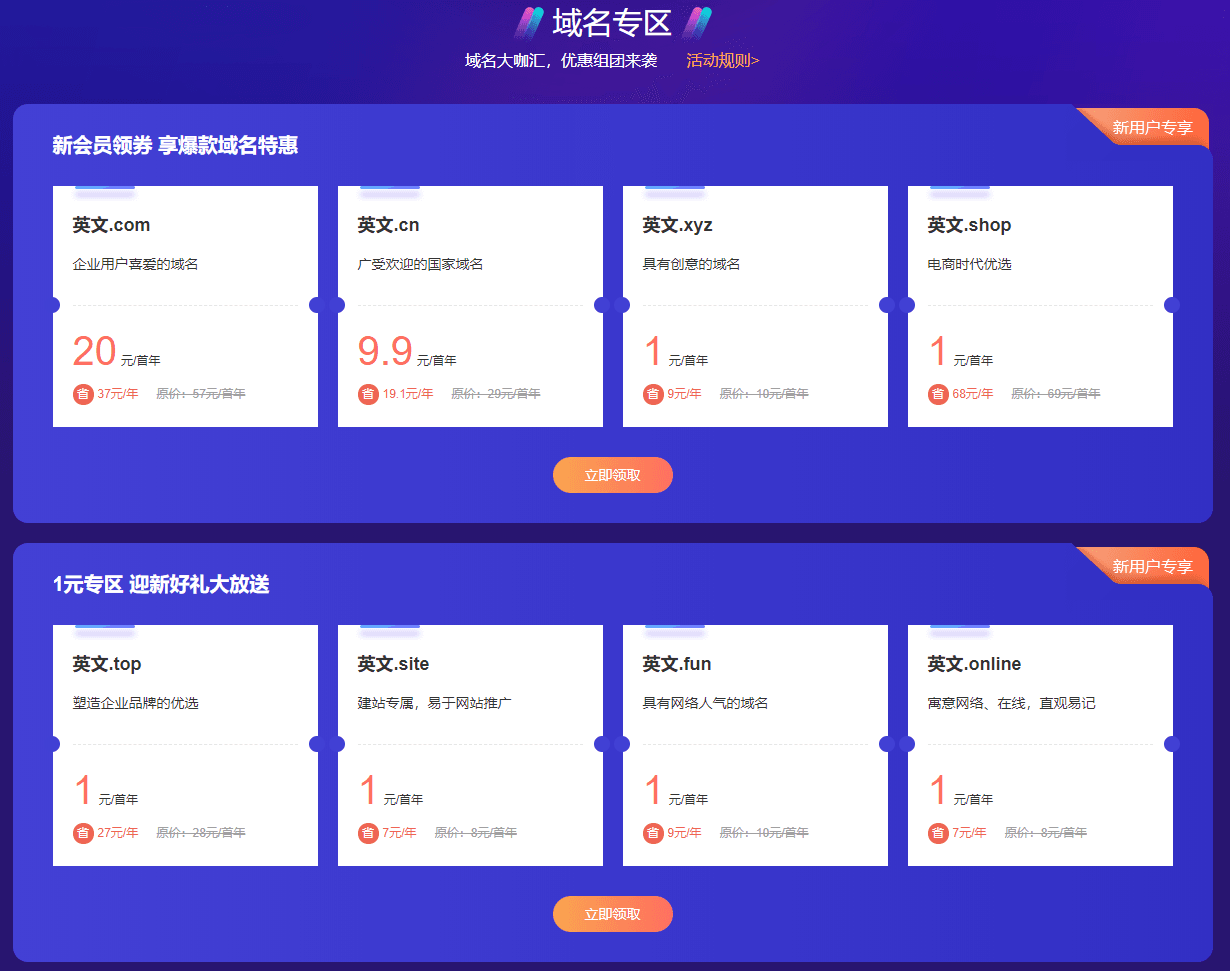 域名专区
域名大咖汇，优惠组团来袭 活动规则>
新会员领券 享爆款域名特惠
新用户专享
英文.com
企业用户喜爱的域名
20 元/首年
省 37元/年 原价：57元/首年
英文.cn
广受欢迎的国家域名
9.9 元/首年
省 19.1元/年 原价：29元/首年
英文.xyz
具有创意的域名
1 元/首年
省 9元/年 原价：10元/首年
英文.shop
电商时代优选
1 元/首年
省 68元/年 原价：69元/首年
立即领取
1元专区 迎新好礼大放送
新用户专享
英文.top
塑造企业品牌的优选
1 元/首年
省 27元/年 原价：28元/首年
英文.site
建站专属，易于网站推广
1 元/首年
省 7元/年 原价：8元/首年
英文.fun
具有网络人气的域名
1 元/首年
省 9元/年 原价：10元/首年
英文.online
寓意网络、在线，直观易记
1 元/首年
省 7元/年 原价：8元/首年
立即领取